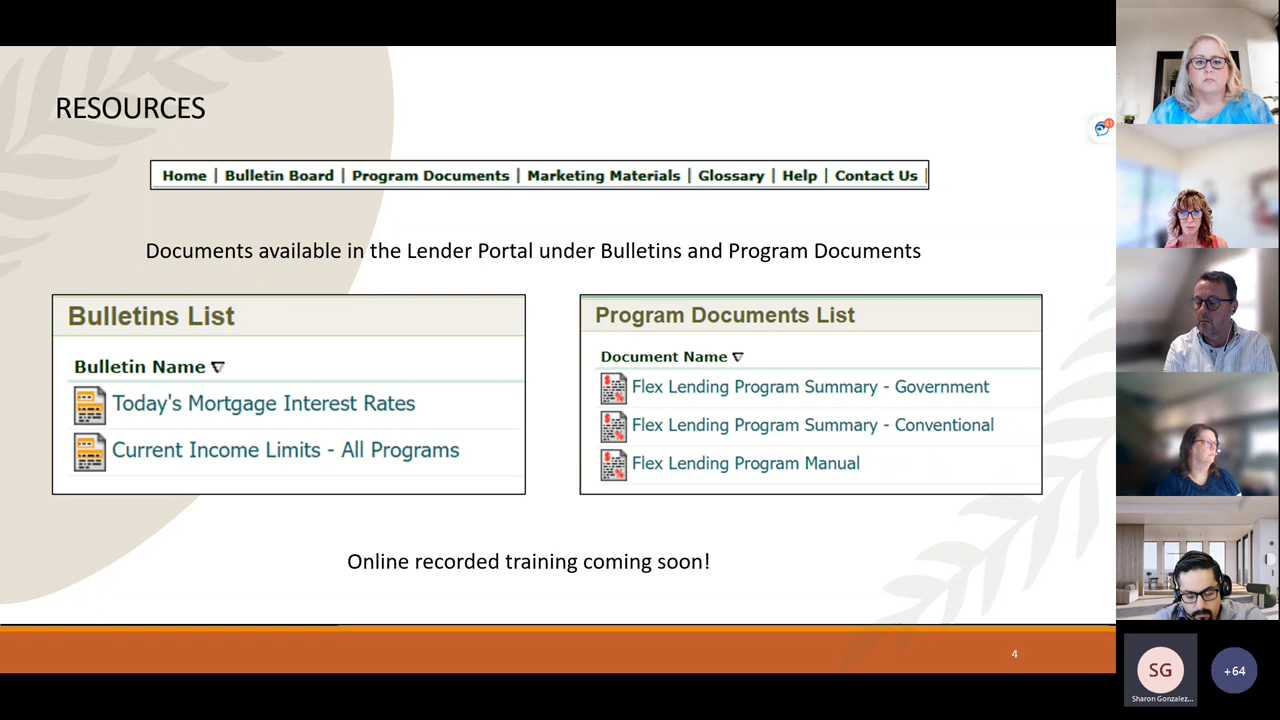 RESOURCES
Home | Bulletin Board | Program Documents | Marketing Materials | Glossary | Help | Contact Us |
Documents available in the Lender Portal under Bulletins and Program Documents
Bulletins List
Bulletin Name
Today's Mortgage Interest Rates
Current Income Limits - All Programs
Program Documents List
Document Name
Flex Lending Program Summary - Government
Flex Lending Program Summary - Conventional
Flex Lending Program Manual
Online recorded training coming soon!
4
41
SG
Sharon Gonzalez...
+64